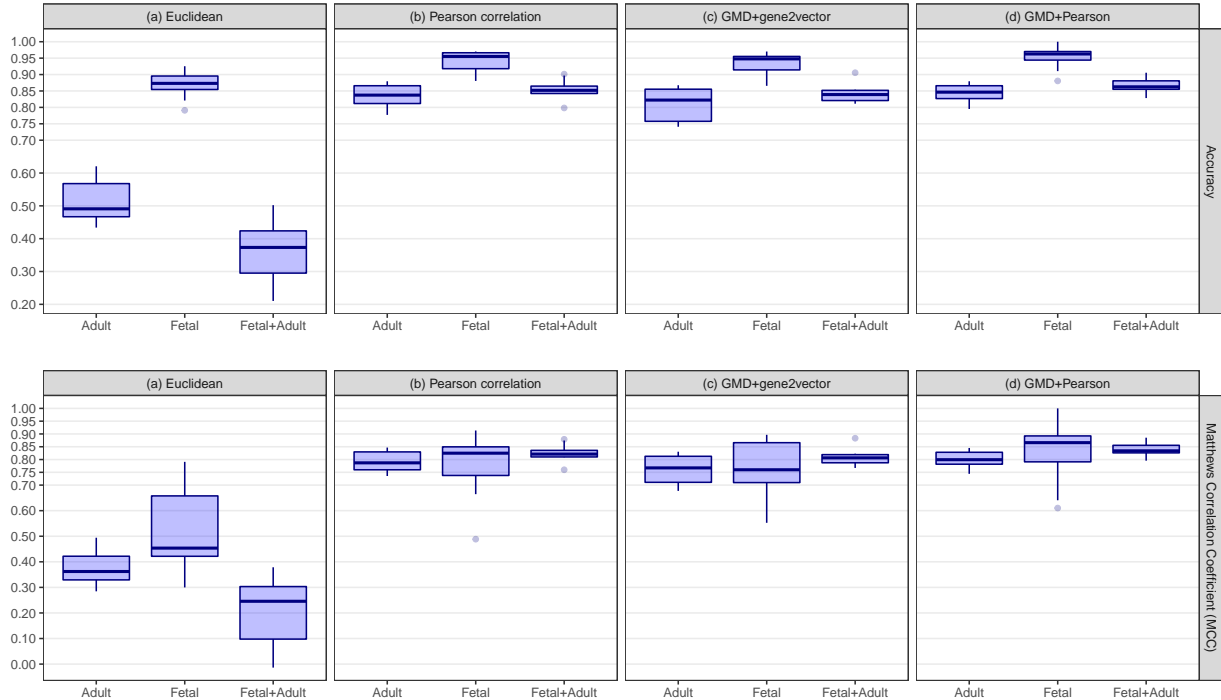 (a) Euclidean
(b) Pearson correlation
(c) GMD+gene2vector
(d) GMD+Pearson
1.00
0.95
0.90
0.85
0.80
0.70
0.60
0.50
0.40
0.30
0.20
Accuracy
Adult
Fetal
Fetal+Adult
Adult
Fetal
Fetal+Adult
Adult
Fetal
Fetal+Adult
Adult
Fetal
Fetal+Adult
(a) Euclidean
(b) Pearson correlation
(c) GMD+gene2vector
(d) GMD+Pearson
1.00
0.95
0.90
0.85
0.80
0.75
0.70
0.60
0.50
0.40
0.30
0.20
0.10
0.00
Matthews Correlation Coefficient (MCC)
Adult
Fetal
Fetal+Adult
Adult
Fetal
Fetal+Adult
Adult
Fetal
Fetal+Adult
Adult
Fetal
Fetal+Adult